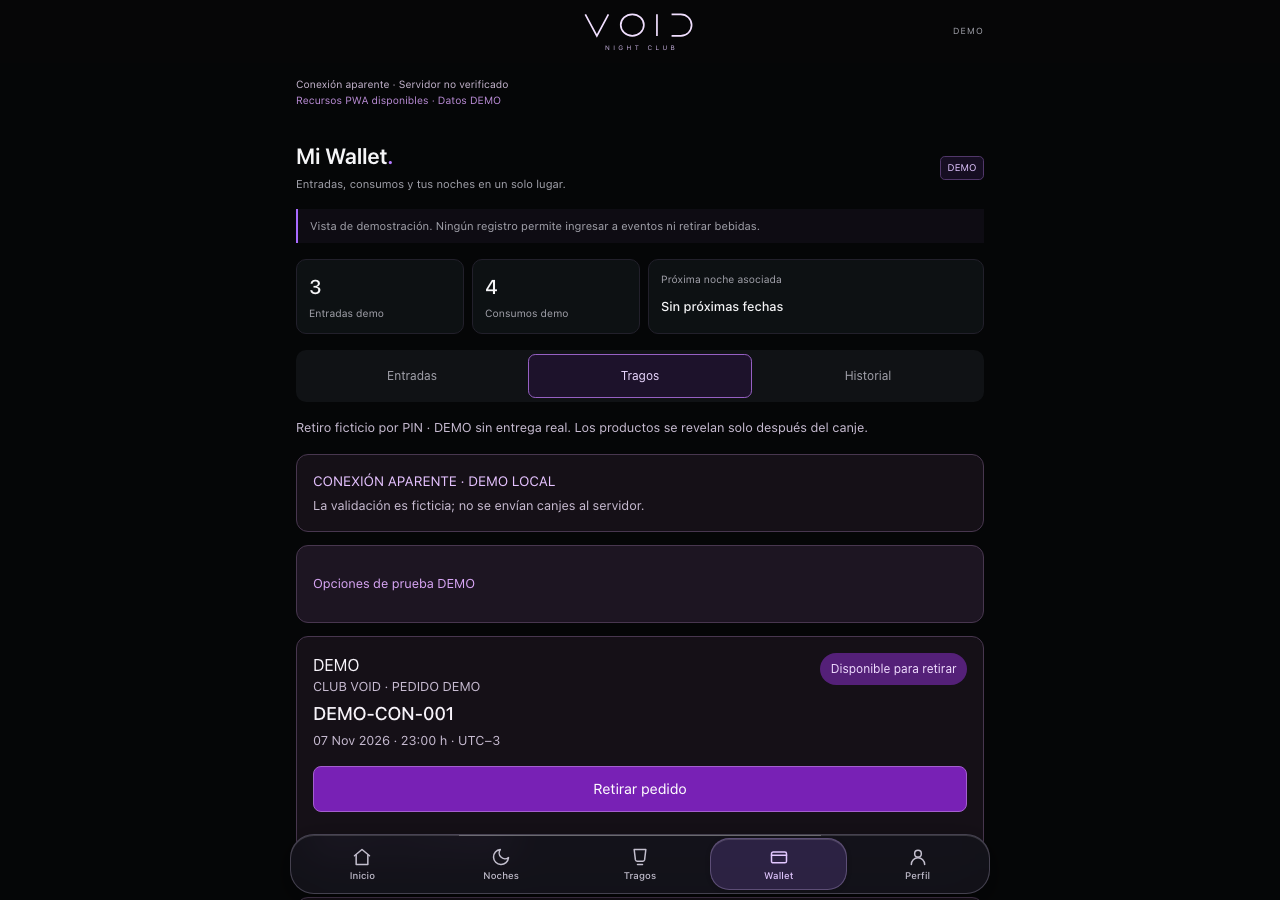 VOID
NIGHT CLUB
DEMO
Conexión aparente · Servidor no verificado
Recursos PWA disponibles · Datos DEMO
Mi Wallet.
DEMO
Entradas, consumos y tus noches en un solo lugar.
Vista de demostración. Ningún registro permite ingresar a eventos ni retirar bebidas.
3
Entradas demo
4
Consumos demo
Próxima noche asociada
Sin próximas fechas
Entradas
Tragos
Historial
Retiro ficticio por PIN · DEMO sin entrega real. Los productos se revelan solo después del canje.
CONEXIÓN APARENTE · DEMO LOCAL
La validación es ficticia; no se envían canjes al servidor.
Opciones de prueba DEMO
DEMO
Disponible para retirar
CLUB VOID · PEDIDO DEMO
DEMO-CON-001
07 Nov 2026 · 23:00 h · UTC−3
Retirar pedido
Inicio
Noches
Tragos
Wallet
Perfil